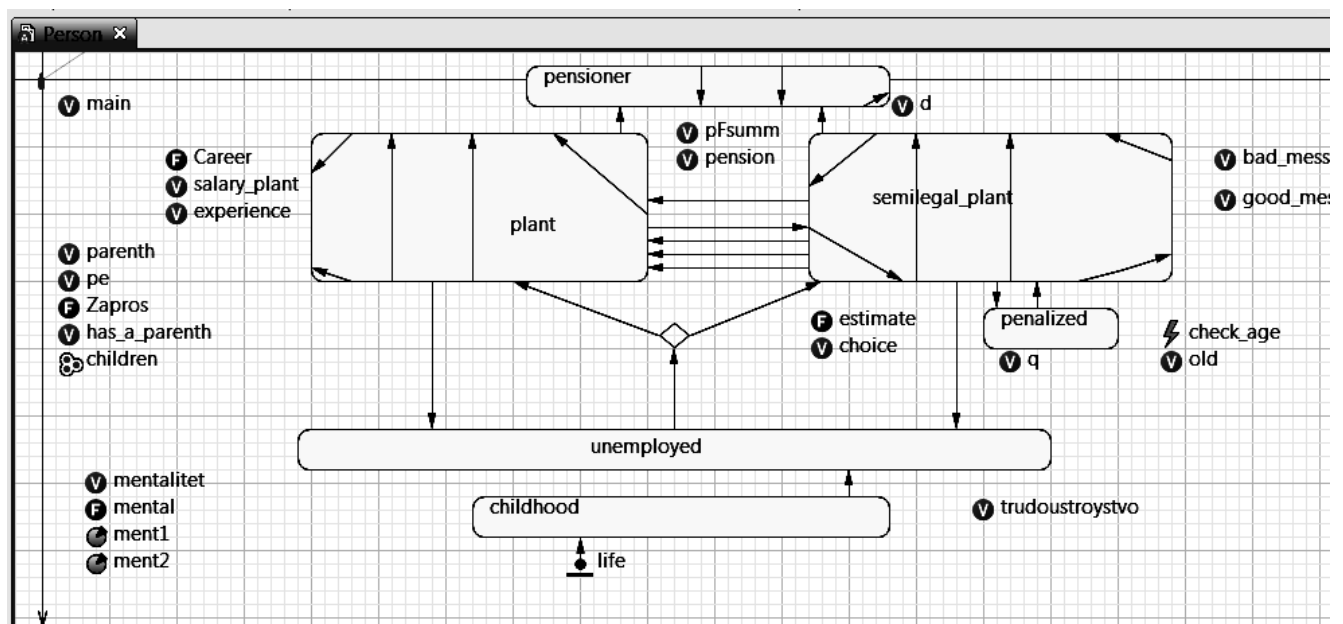 Person
pensioner
main
d
pFsumm
pension
Career
salary_plant
experience
bad_mess
good_mes
semilegal_plant
plant
parenth
pe
Zapros
has_a_parenth
children
estimate
choice
penalized
q
check_age
old
unemployed
mentalitet
mental
ment1
ment2
childhood
trudoustroystvo
life